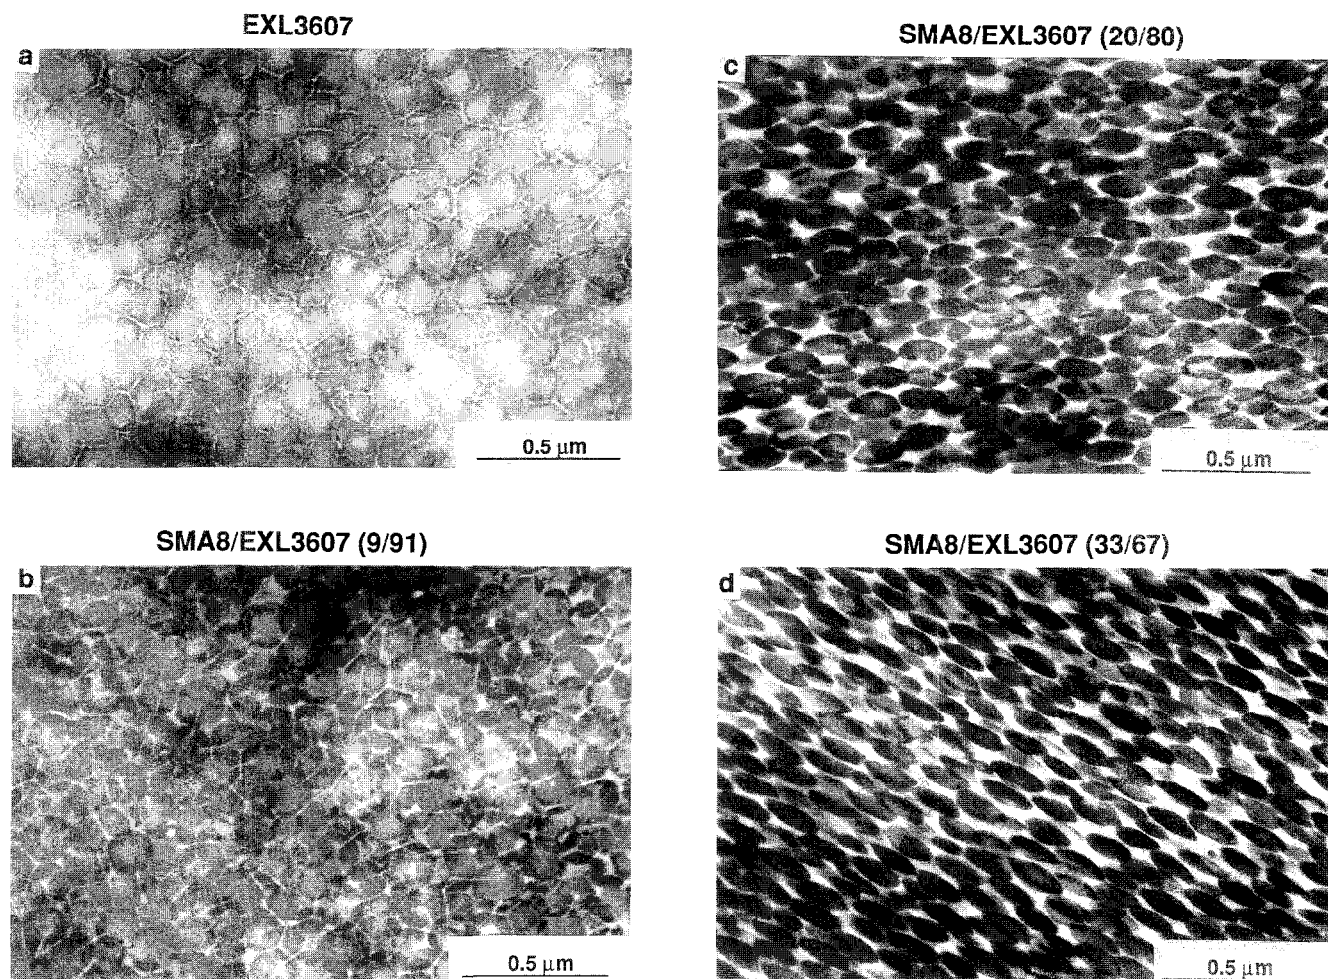 EXL3607
a
0.5 μm
SMA8/EXL3607 (9/91)
b
0.5 μm
SMA8/EXL3607 (20/80)
c
0.5 μm
SMA8/EXL3607 (33/67)
d
0.5 μm